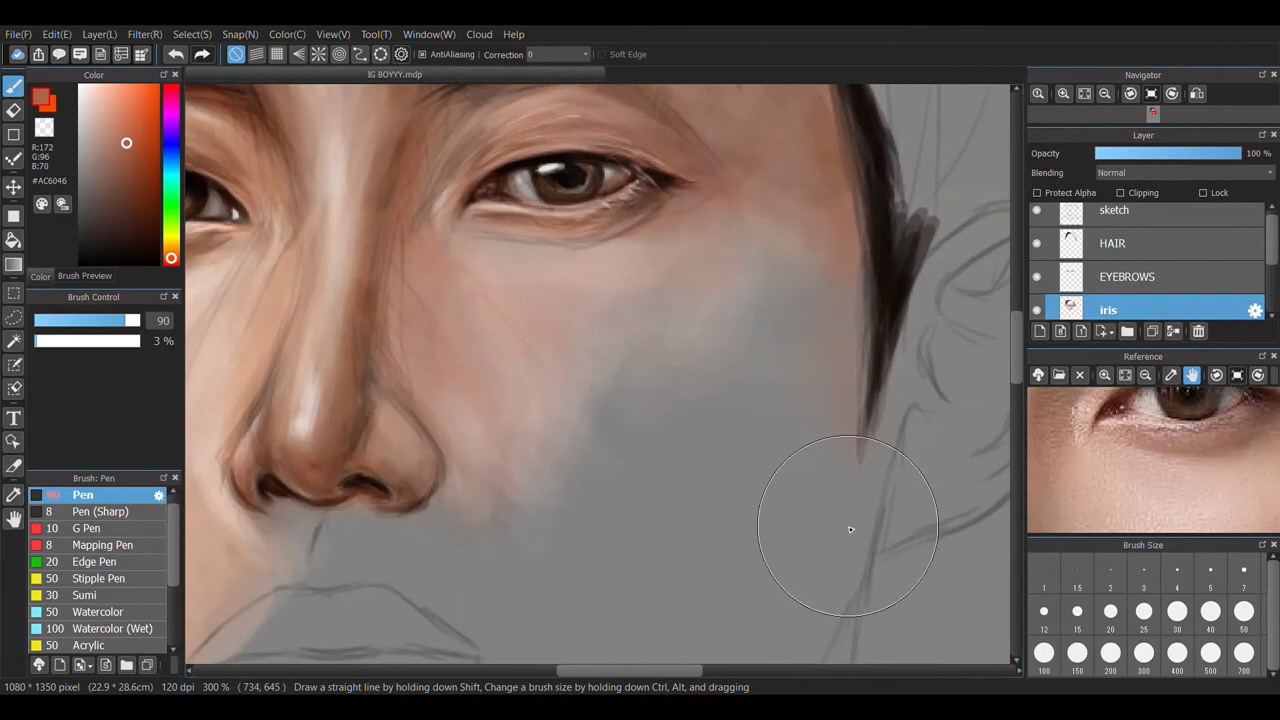 File(F) Edit(E) Layer(L) Filter(R) Select(S) Snap(N) Color(C) View(V) Tool(T) Window(W) Cloud Help
AntiAliasing Correction 0 Soft Edge
Color
IG BOYYY.mdp
Navigator
R:172
G:96
B:70
#AC6046
Color Brush Preview
Brush Control
90
3 %
Layer
Opacity 100 %
Blending Normal
Protect Alpha Clipping Lock
sketch
HAIR
EYEBROWS
iris
Reference
Brush: Pen
90 Pen
8 Pen (Sharp)
10 G Pen
8 Mapping Pen
20 Edge Pen
50 Stipple Pen
30 Sumi
50 Watercolor
100 Watercolor (Wet)
50 Acrylic
Brush Size
1 1.5 2 3 4 5 7
12 15 20 25 30 40 50
100 150 200 300 400 500 700
1080 * 1350 pixel (22.9 * 28.6cm) 120 dpi 300 % ( 734, 645 ) Draw a straight line by holding down Shift, Change a brush size by holding down Ctrl, Alt, and dragging